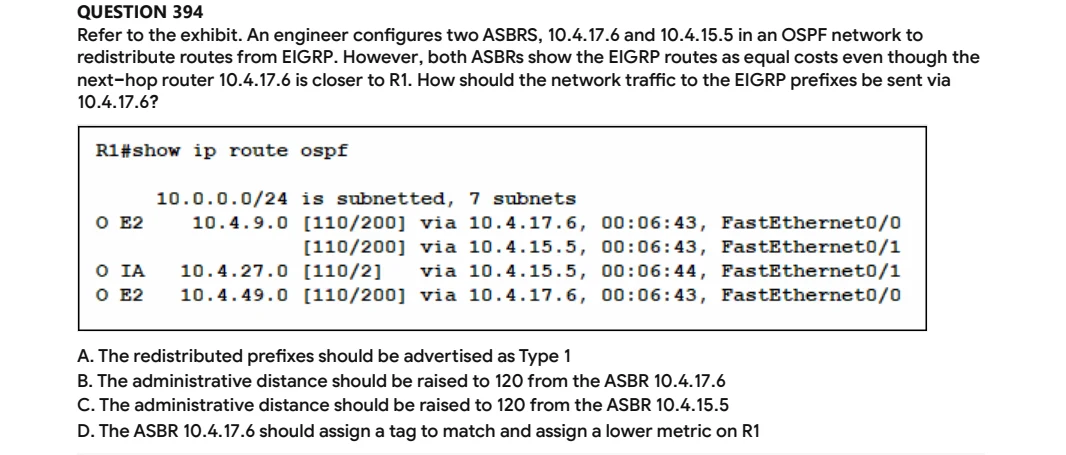 QUESTION 394
Refer to the exhibit. An engineer configures two ASBRS, 10.4.17.6 and 10.4.15.5 in an OSPF network to
redistribute routes from EIGRP. However, both ASBRs show the EIGRP routes as equal costs even though the
next-hop router 10.4.17.6 is closer to R1. How should the network traffic to the EIGRP prefixes be sent via
10.4.17.6?
R1#show ip route ospf
10.0.0.0/24 is subnetted, 7 subnets
O E2 10.4.9.0 [110/200] via 10.4.17.6, 00:06:43, FastEthernet0/0
[110/200] via 10.4.15.5, 00:06:43, FastEthernet0/1
O IA 10.4.27.0 [110/2] via 10.4.15.5, 00:06:44, FastEthernet0/1
O E2 10.4.49.0 [110/200] via 10.4.17.6, 00:06:43, FastEthernet0/0
A. The redistributed prefixes should be advertised as Type 1
B. The administrative distance should be raised to 120 from the ASBR 10.4.17.6
C. The administrative distance should be raised to 120 from the ASBR 10.4.15.5
D. The ASBR 10.4.17.6 should assign a tag to match and assign a lower metric on R1